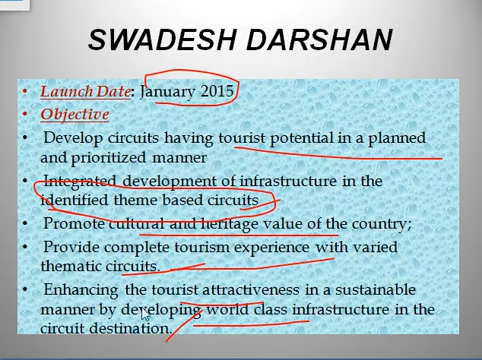 SWADESH DARSHAN
• Launch Date: January 2015
• Objective
• Develop circuits having tourist potential in a planned
and prioritized manner
• Integrated development of infrastructure in the
identified theme based circuits
• Promote cultural and heritage value of the country;
• Provide complete tourism experience with varied
thematic circuits.
• Enhancing the tourist attractiveness in a sustainable
manner by developing world class infrastructure in the
circuit destination.